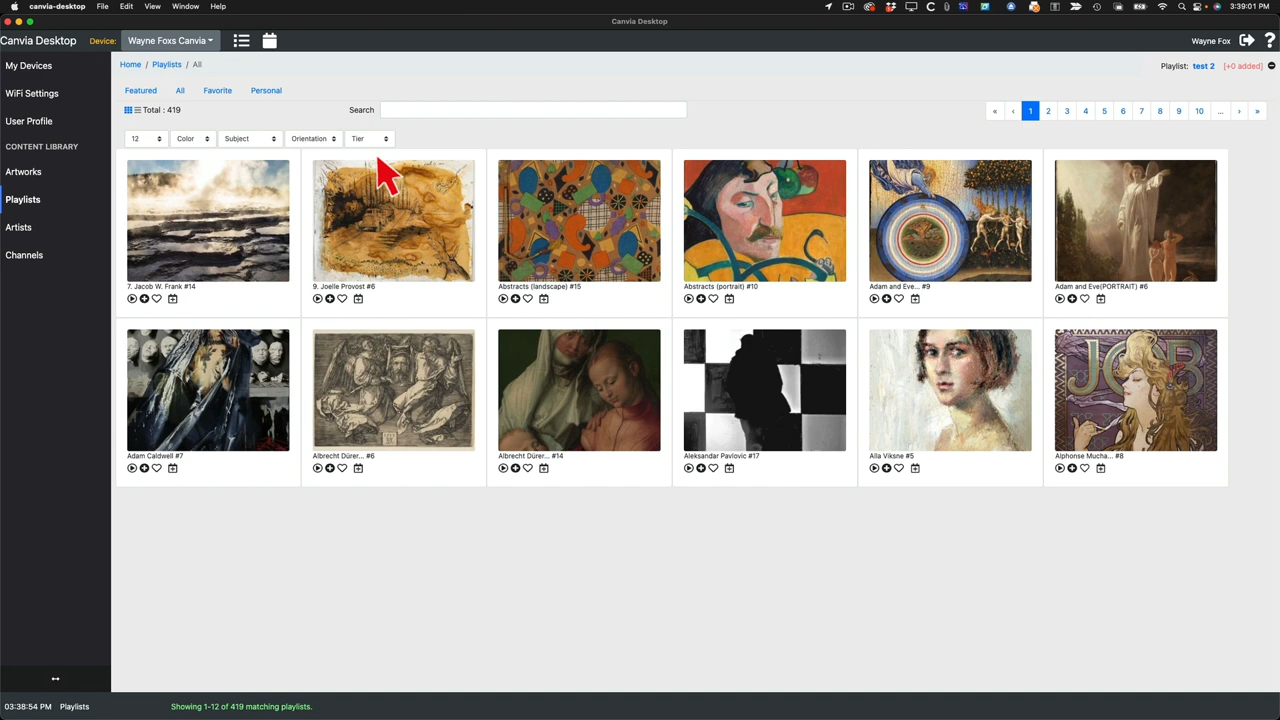 canvia-desktop File Edit View Window Help 3:39:01 PM
Canvia Desktop
Canvia Desktop Device: Wayne Foxs Canvia Wayne Fox
My Devices
WiFi Settings
User Profile
CONTENT LIBRARY
Artworks
Playlists
Artists
Channels
Home / Playlists / All
Playlist: test 2 [+0 added]
Featured All Favorite Personal
Total : 419 Search
« ‹ 1 2 3 4 5 6 7 8 9 10 ... › »
12 Color Subject Orientation Tier
7. Jacob W. Frank #14
9. Joelle Provost #6
Abstracts (landscape) #15
Abstracts (portrait) #10
Adam and Eve... #9
Adam and Eve(PORTRAIT) #6
JOB
Adam Caldwell #7
Albrecht Dürer... #6
Albrecht Dürer... #14
Aleksandar Pavlovic #17
Alla Viksne #5
Alphonse Mucha... #8
03:38:54 PM Playlists Showing 1-12 of 419 matching playlists.